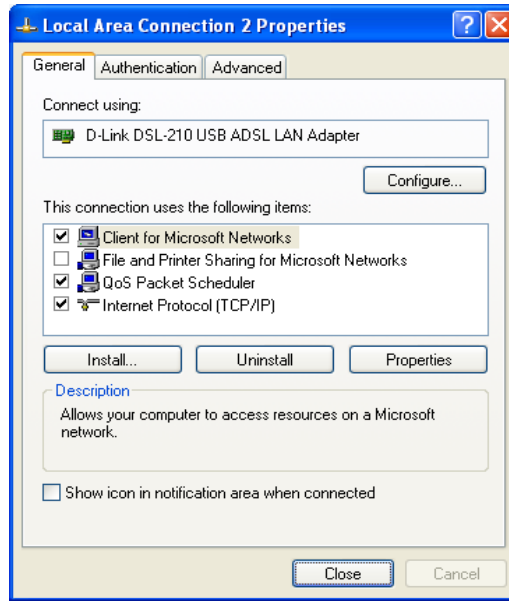 Local Area Connection 2 Properties
General Authentication Advanced
Connect using:
D-Link DSL-210 USB ADSL LAN Adapter
Configure...
This connection uses the following items:
Client for Microsoft Networks
File and Printer Sharing for Microsoft Networks
QoS Packet Scheduler
Internet Protocol (TCP/IP)
Install... Uninstall Properties
Description
Allows your computer to access resources on a Microsoft
network.
Show icon in notification area when connected
Close Cancel